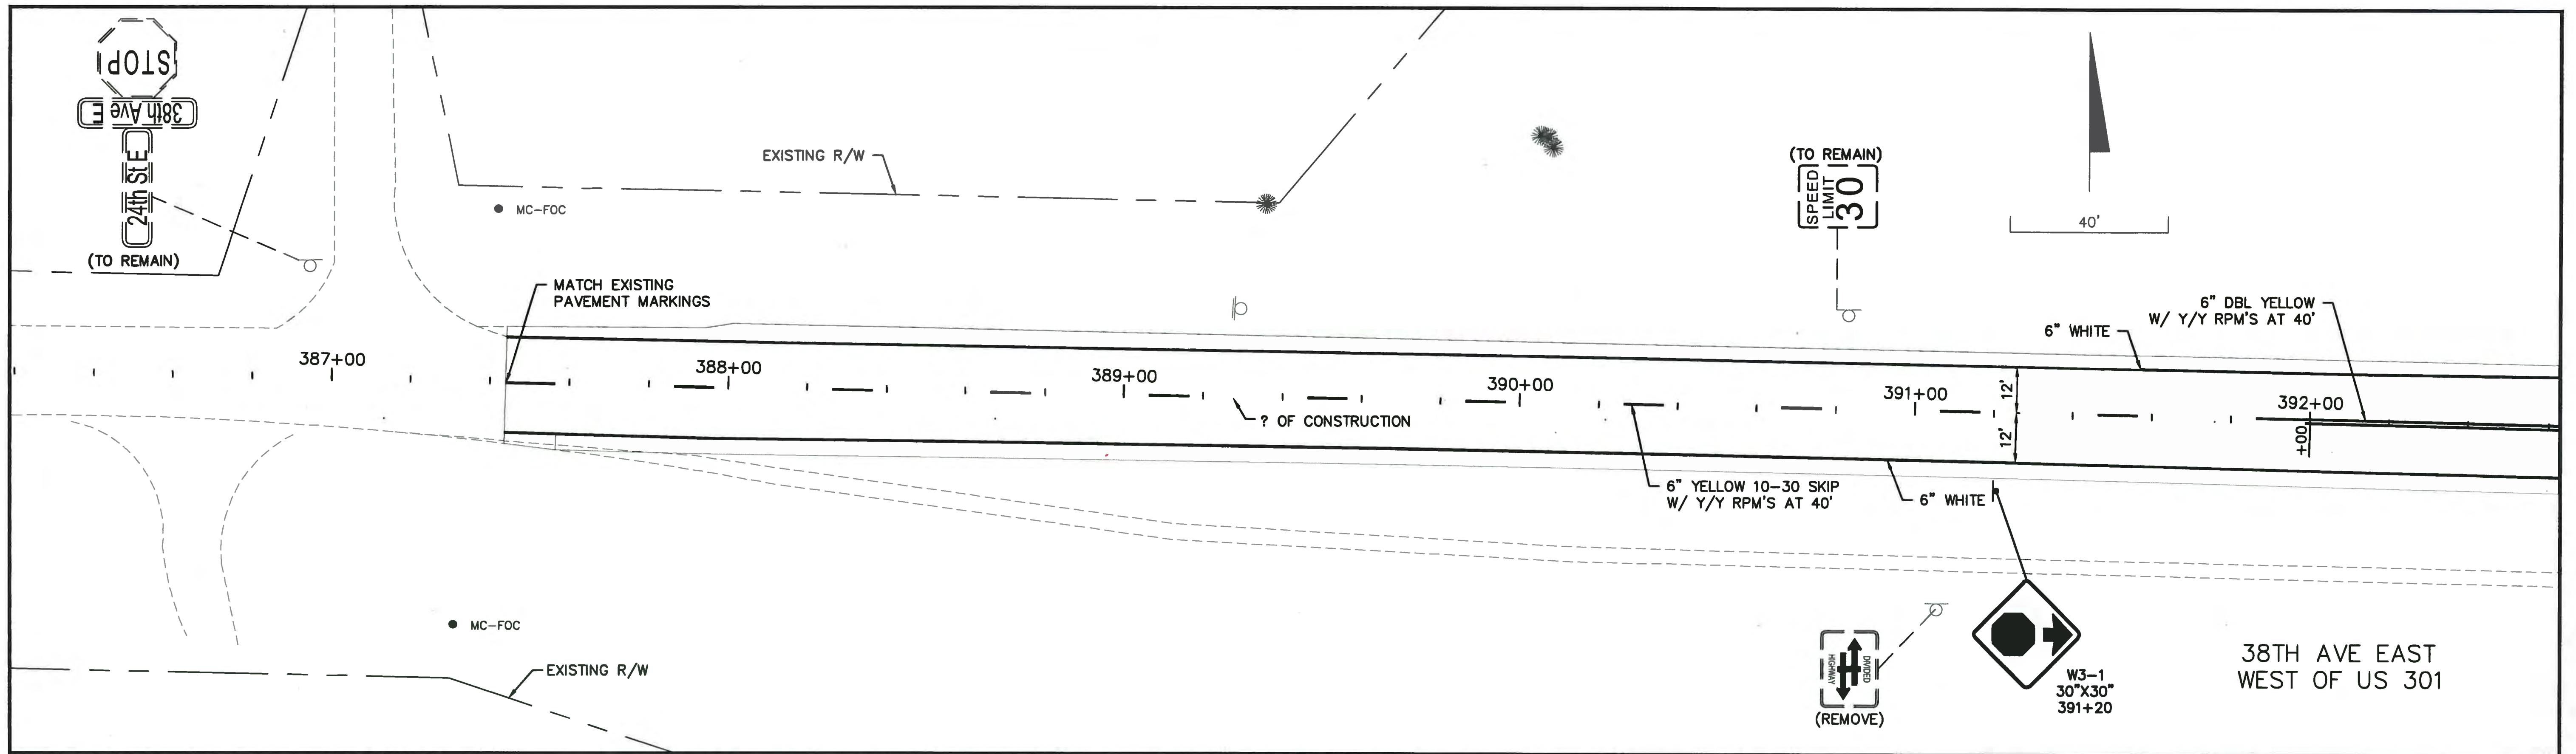 STOP
38th Ave E
24th St E
(TO REMAIN)
EXISTING R/W
MC-FOC
MATCH EXISTING
PAVEMENT MARKINGS
(TO REMAIN)
SPEED
LIMIT
30
40'
6" DBL YELLOW
W/ Y/Y RPM'S AT 40'
6" WHITE
387+00
388+00
389+00
390+00
391+00
392+00
+00
12'
12'
? OF CONSTRUCTION
6" YELLOW 10-30 SKIP
W/ Y/Y RPM'S AT 40'
6" WHITE
MC-FOC
EXISTING R/W
DIVIDED
HIGHWAY
(REMOVE)
W3-1
30"X30"
391+20
38TH AVE EAST
WEST OF US 301